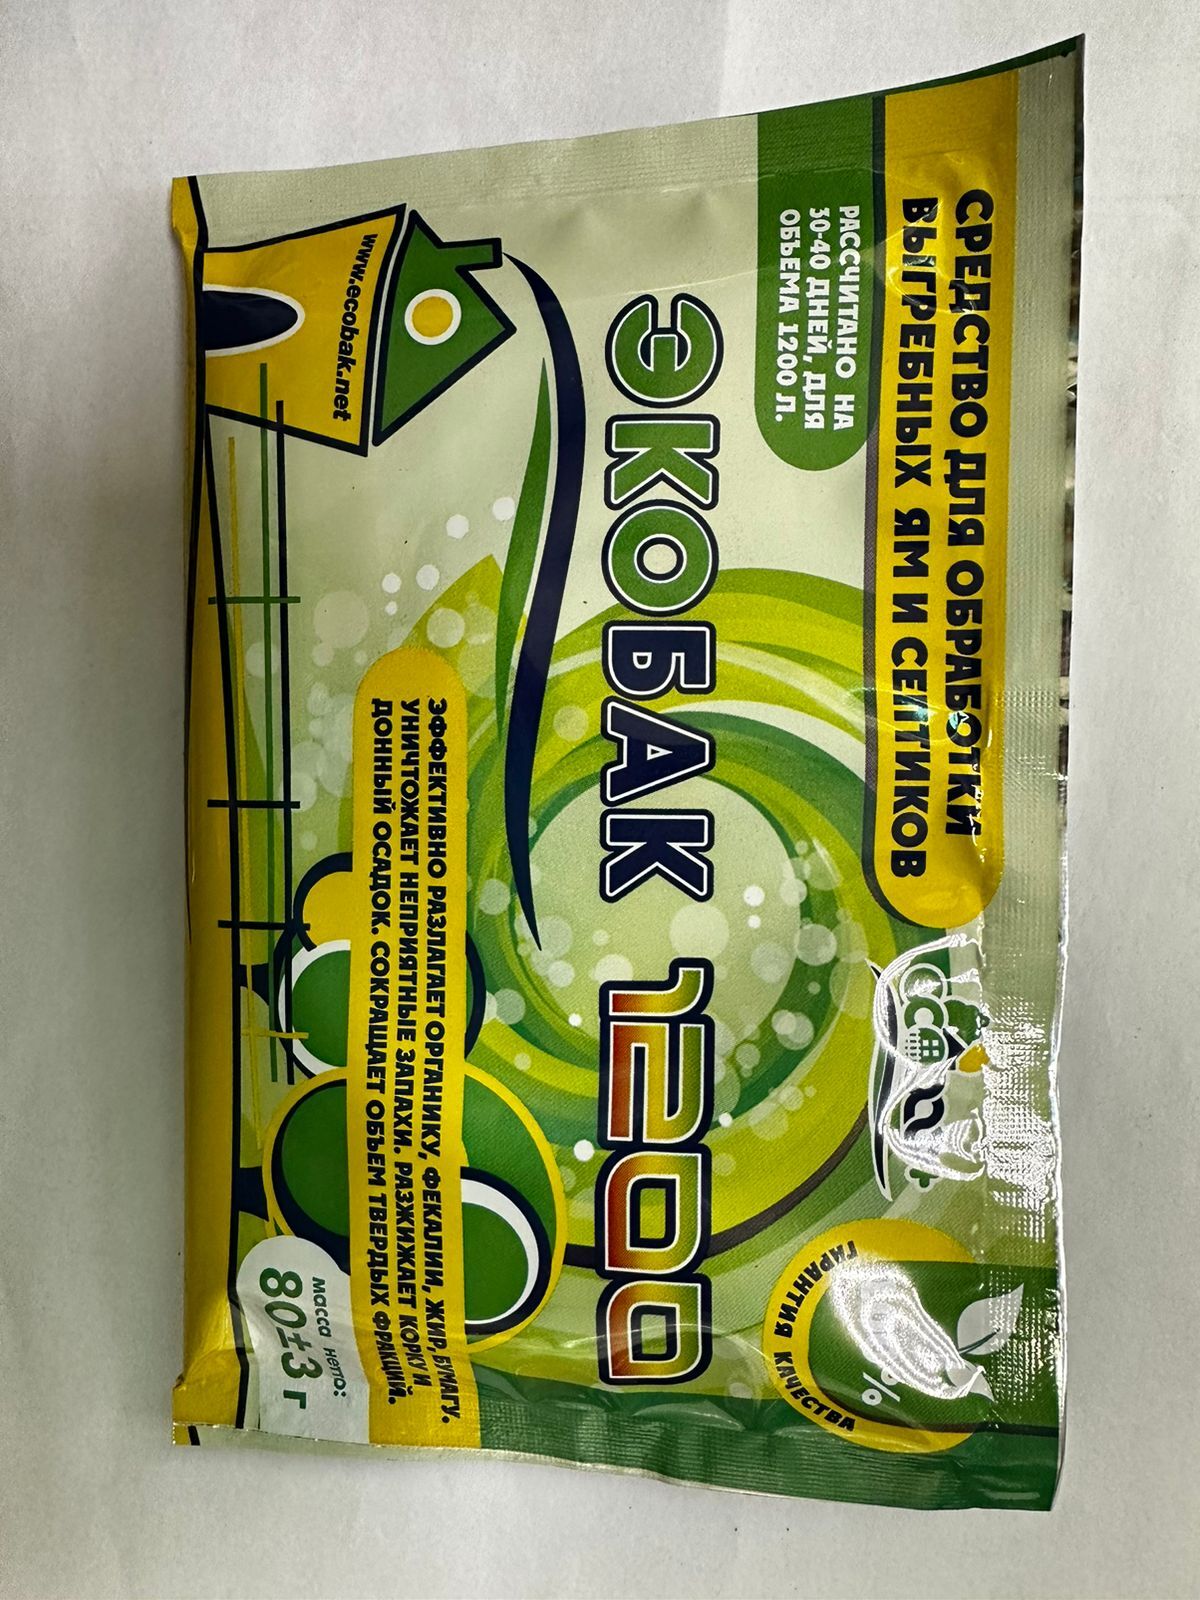 СРЕДСТВО ДЛЯ ОБРАБОТКИ
ВЫГРЕБНЫХ ЯМ И СЕПТИКОВ
РАССЧИТАНО НА
30-40 ДНЕЙ, ДЛЯ
ОБЪЕМА 1200 Л.
ГАРАНТИЯ КАЧЕСТВА
%
ЭКОБАК 1200
www.ecobak.net
ЭФФЕКТИВНО РАЗЛАГАЕТ ОРГАНИКУ, ФЕКАЛИИ, ЖИР, БУМАГУ.
УНИЧТОЖАЕТ НЕПРИЯТНЫЕ ЗАПАХИ. РАЗЖИЖАЕТ КОРКУ И
ДОННЫЙ ОСАДОК. СОКРАЩАЕТ ОБЪЕМ ТВЕРДЫХ ФРАКЦИЙ.
масса нетто:
80±3 г